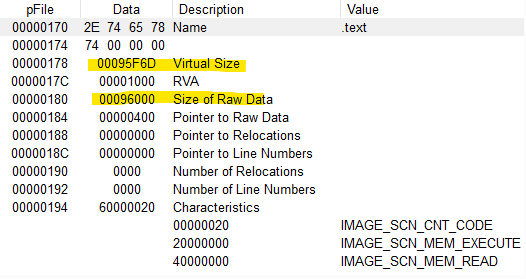 pFile Data Description Value
00000170 2E 74 65 78 Name .text
00000174 74 00 00 00
00000178 00095F6D Virtual Size
0000017C 00001000 RVA
00000180 00096000 Size of Raw Data
00000184 00000400 Pointer to Raw Data
00000188 00000000 Pointer to Relocations
0000018C 00000000 Pointer to Line Numbers
00000190 0000 Number of Relocations
00000192 0000 Number of Line Numbers
00000194 60000020 Characteristics
00000020 IMAGE_SCN_CNT_CODE
20000000 IMAGE_SCN_MEM_EXECUTE
40000000 IMAGE_SCN_MEM_READ